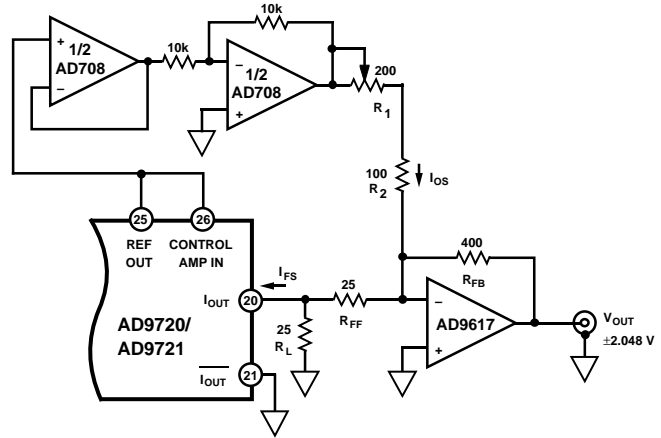 10k
+
1/2
AD708
−
10k
−
1/2
AD708
+
200
R1
100
R2
IOS
25
REF
OUT
26
CONTROL
AMP IN
400
RFB
IFS
IOUT
20
25
RFF
25
RL
AD9720/
AD9721
IOUT
21
−
AD9617
+
VOUT
±2.048 V